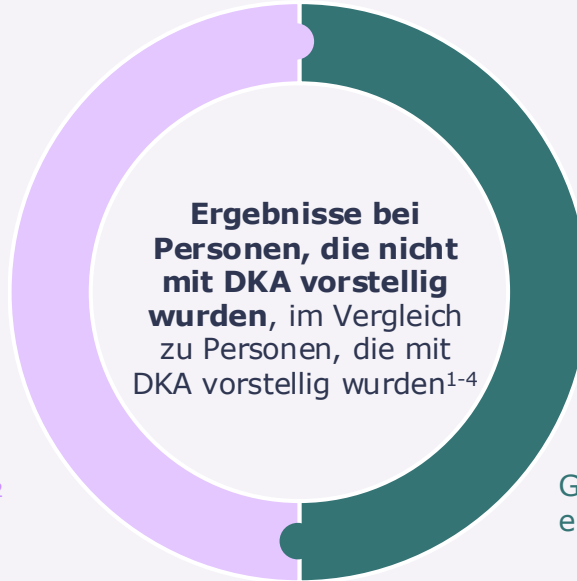 Ergebnisse bei
Personen, die nicht
mit DKA vorstellig
wurden, im Vergleich
zu Personen, die mit
DKA vorstellig wurden¹⁻⁴
2
G
e